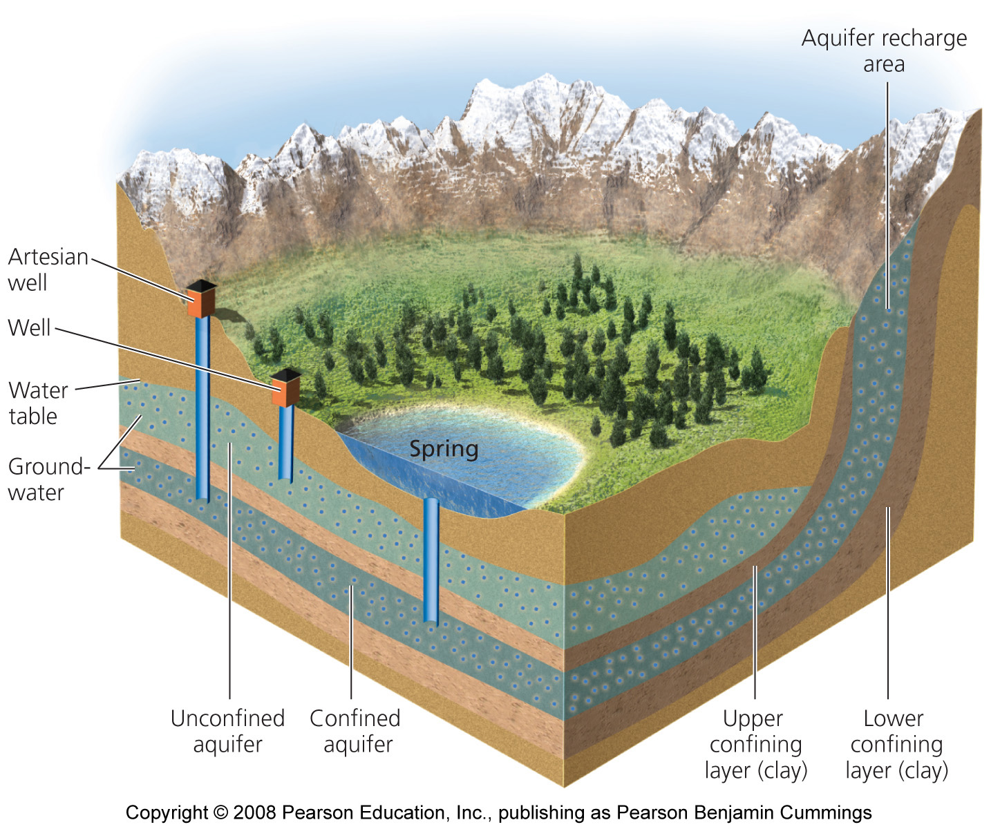 Aquifer recharge
area
Artesian
well
Well
Water
table
Ground-
water
Spring
Unconfined
aquifer
Confined
aquifer
Upper
confining
layer (clay)
Lower
confining
layer (clay)
Copyright © 2008 Pearson Education, Inc., publishing as Pearson Benjamin Cummings